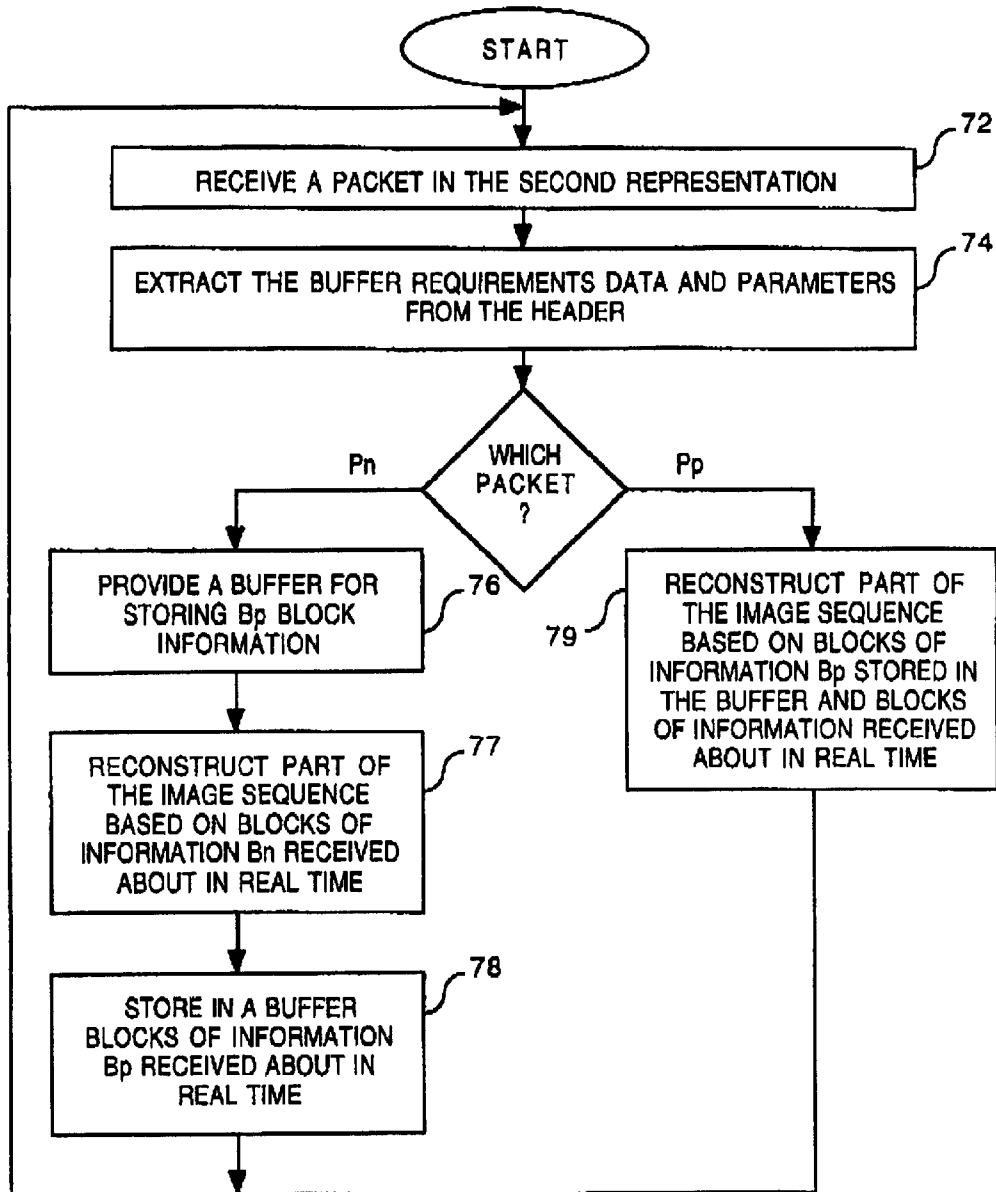 START
72
RECEIVE A PACKET IN THE SECOND REPRESENTATION
74
EXTRACT THE BUFFER REQUIREMENTS DATA AND PARAMETERS
FROM THE HEADER
WHICH
PACKET
?
Pn
Pp
PROVIDE A BUFFER FOR
STORING Bp BLOCK
INFORMATION
76
77
RECONSTRUCT PART OF
THE IMAGE SEQUENCE
BASED ON BLOCKS OF
INFORMATION Bn RECEIVED
ABOUT IN REAL TIME
78
STORE IN A BUFFER
BLOCKS OF INFORMATION
Bp RECEIVED ABOUT IN
REAL TIME
79
RECONSTRUCT PART OF
THE IMAGE SEQUENCE
BASED ON BLOCKS OF
INFORMATION Bp STORED IN
THE BUFFER AND BLOCKS
OF INFORMATION RECEIVED
ABOUT IN REAL TIME